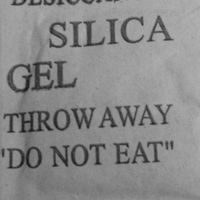 SILICA
GEL
THROW AWAY
"DO NOT EAT"